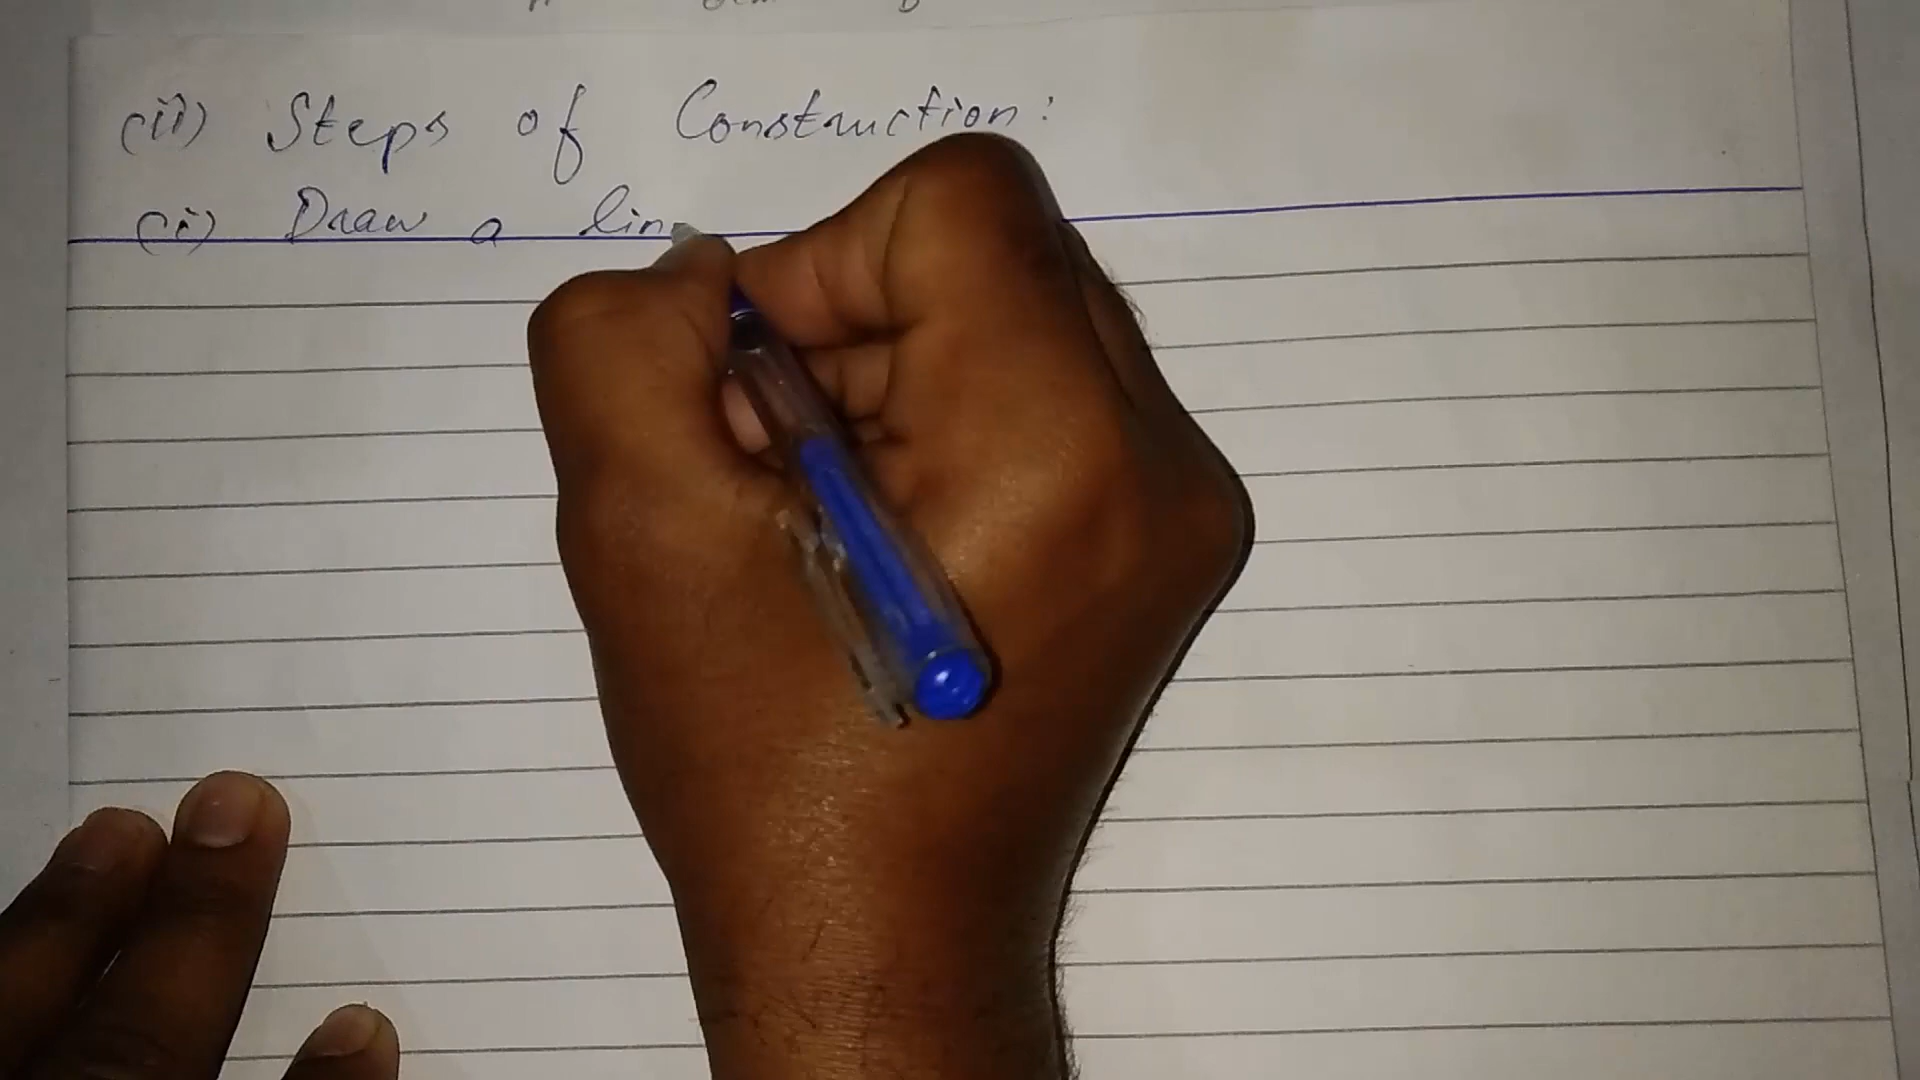 (ii) Steps of Construction:
(i) Draw a lin